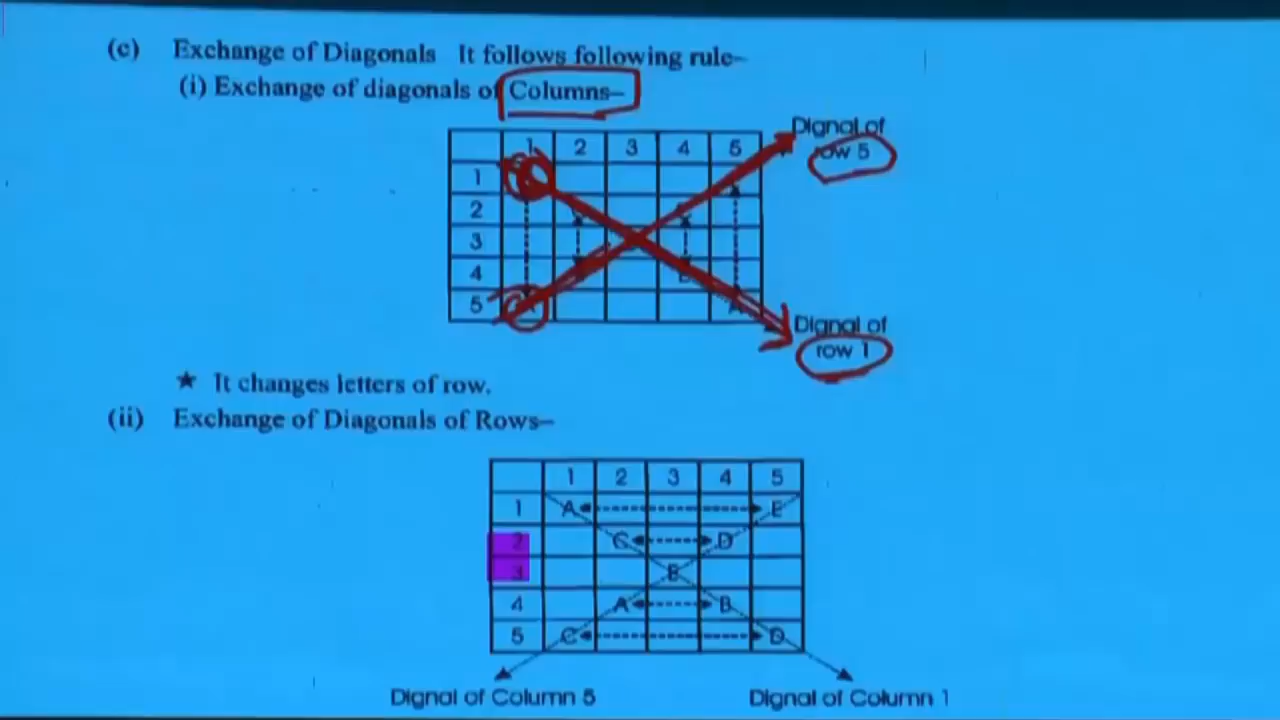 (c) Exchange of Diagonals It follows following rule–
(i) Exchange of diagonals of Columns–
Dignal of
row 5
1 2 3 4 5
1
2
3
4
5
Dignal of
row 1
★ It changes letters of row.
(ii) Exchange of Diagonals of Rows–
1 2 3 4 5
1 A E
2 C D
3 B
4 A B
5 C D
Dignal of Column 5 Dignal of Column 1